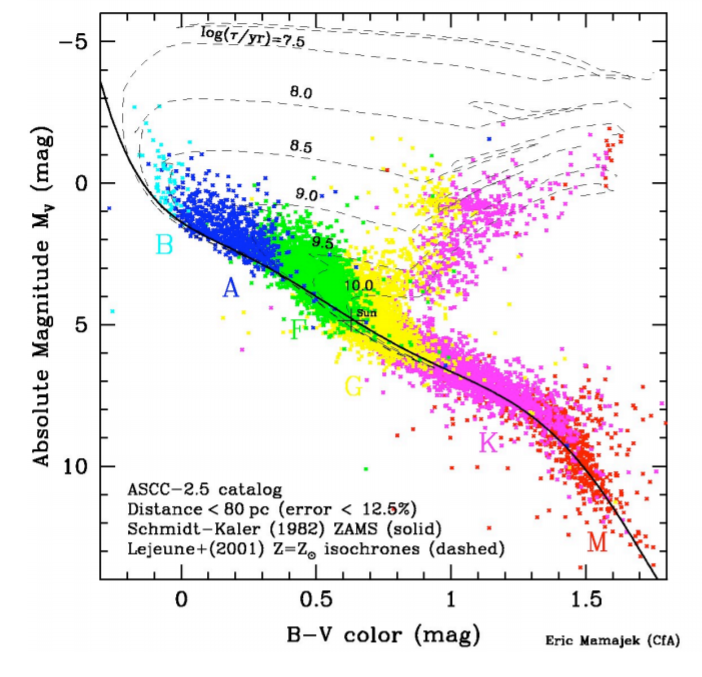 log(τ/yr)=7.5
8.0
8.5
9.0
9.5
10.0
Sun
B
A
F
G
K
M
-5
0
5
10
Absolute Magnitude Mᵥ (mag)
ASCC-2.5 catalog
Distance < 80 pc (error < 12.5%)
Schmidt-Kaler (1982) ZAMS (solid)
Lejeune+(2001) Z=Z☉ isochrones (dashed)
0 0.5 1 1.5
B-V color (mag)
Eric Mamajek (CfA)